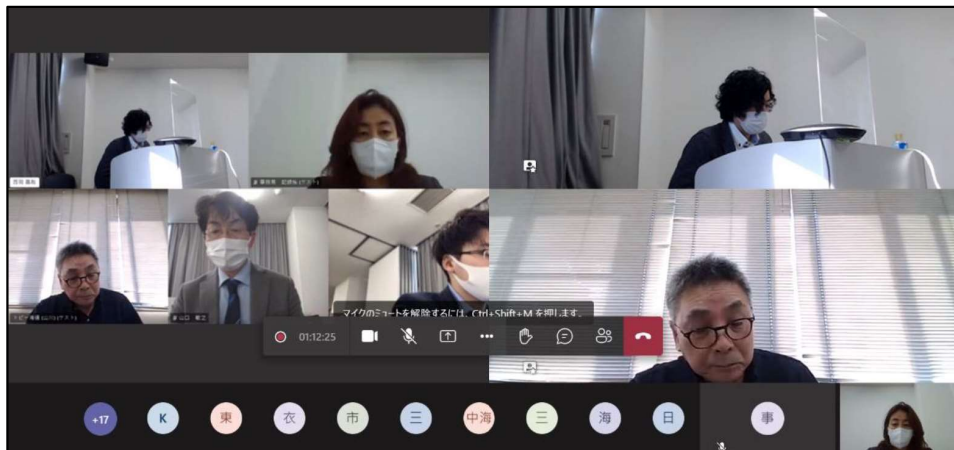 マイクのミュートを解除するには、Ctrl+Shift+M を押します。
01:12:25
+17
K
東
衣
市
三
中海
三
海
日
事